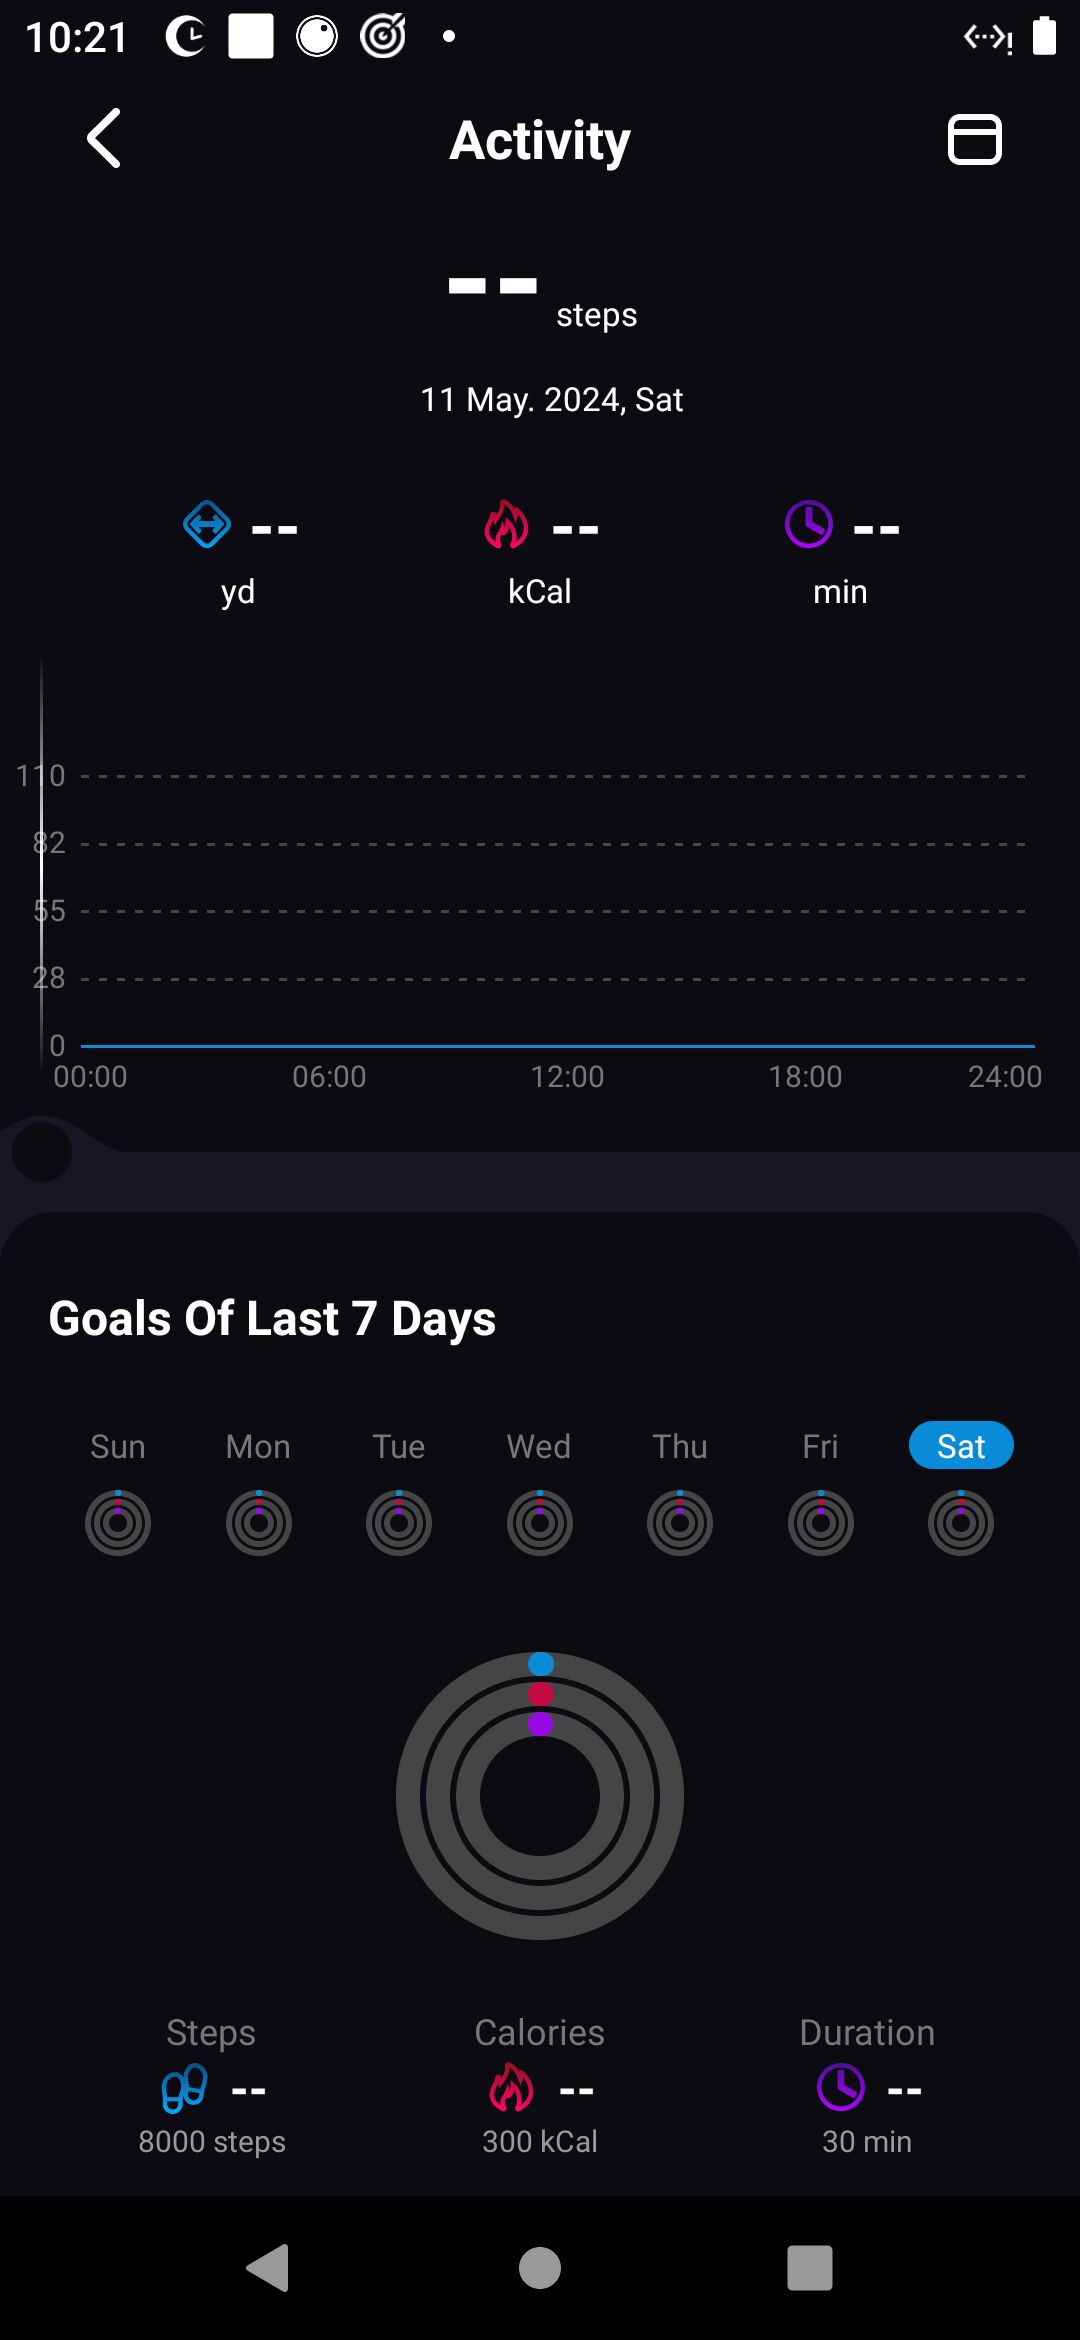 10:21
Activity
-- steps
11 May. 2024, Sat
-- -- --
yd kCal min
110
82
55
28
0
00:00 06:00 12:00 18:00 24:00
Goals Of Last 7 Days
Sun Mon Tue Wed Thu Fri Sat
Steps Calories Duration
-- -- --
8000 steps 300 kCal 30 min